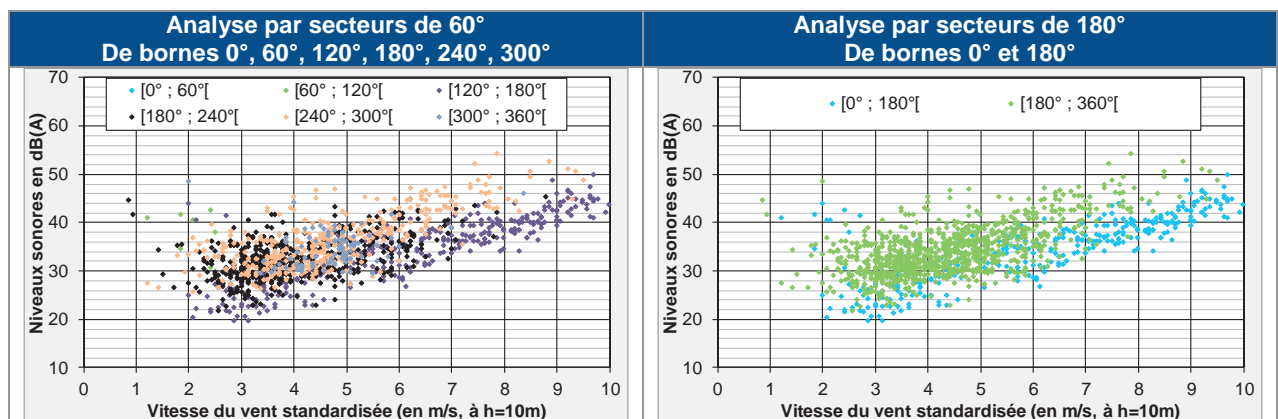 Analyse par secteurs de 60°
De bornes 0°, 60°, 120°, 180°, 240°, 300°
Niveaux sonores en dB(A)
70
60
50
40
30
20
10
[0° ; 60°[ [60° ; 120°[ [120° ; 180°[
[180° ; 240°[ [240° ; 300°[ [300° ; 360°[
0 1 2 3 4 5 6 7 8 9 10
Vitesse du vent standardisée (en m/s, à h=10m)
Analyse par secteurs de 180°
De bornes 0° et 180°
Niveaux sonores en dB(A)
70
60
50
40
30
20
10
[0° ; 180°[ [180° ; 360°[
0 1 2 3 4 5 6 7 8 9 10
Vitesse du vent standardisée (en m/s, à h=10m)